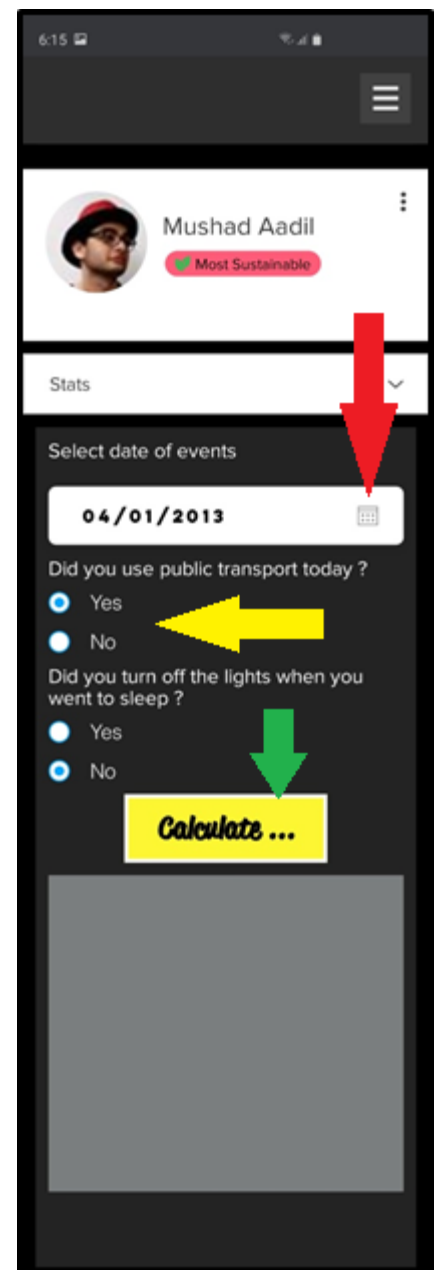 6:15
Mushad Aadil
Most Sustainable
Stats
Select date of events
04/01/2013
Did you use public transport today ?
Yes
No
Did you turn off the lights when you
went to sleep ?
Yes
No
Calculate ...